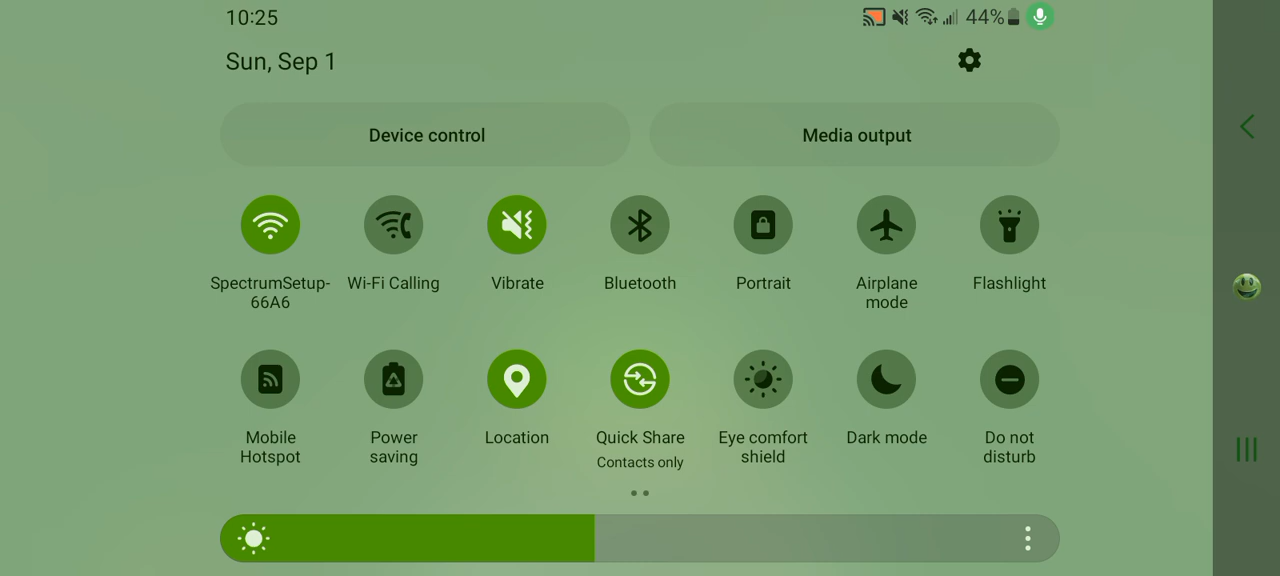 10:25
44%
Sun, Sep 1
Device control
Media output
SpectrumSetup-
66A6
Wi-Fi Calling
Vibrate
Bluetooth
Portrait
Airplane
mode
Flashlight
Mobile
Hotspot
Power
saving
Location
Quick Share
Contacts only
Eye comfort
shield
Dark mode
Do not
disturb